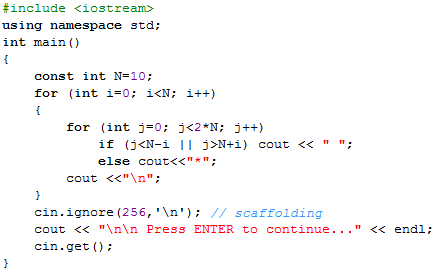 #include <iostream>
using namespace std;
int main()
{
    const int N=10;
    for (int i=0; i<N; i++)
    {
        for (int j=0; j<2*N; j++)
            if (j<N-i || j>N+i) cout << " ";
            else cout<<"*";
        cout <<"\n";
    }
    cin.ignore(256,'\n'); // scaffolding
    cout << "\n\n Press ENTER to continue..." << endl;
    cin.get();
}